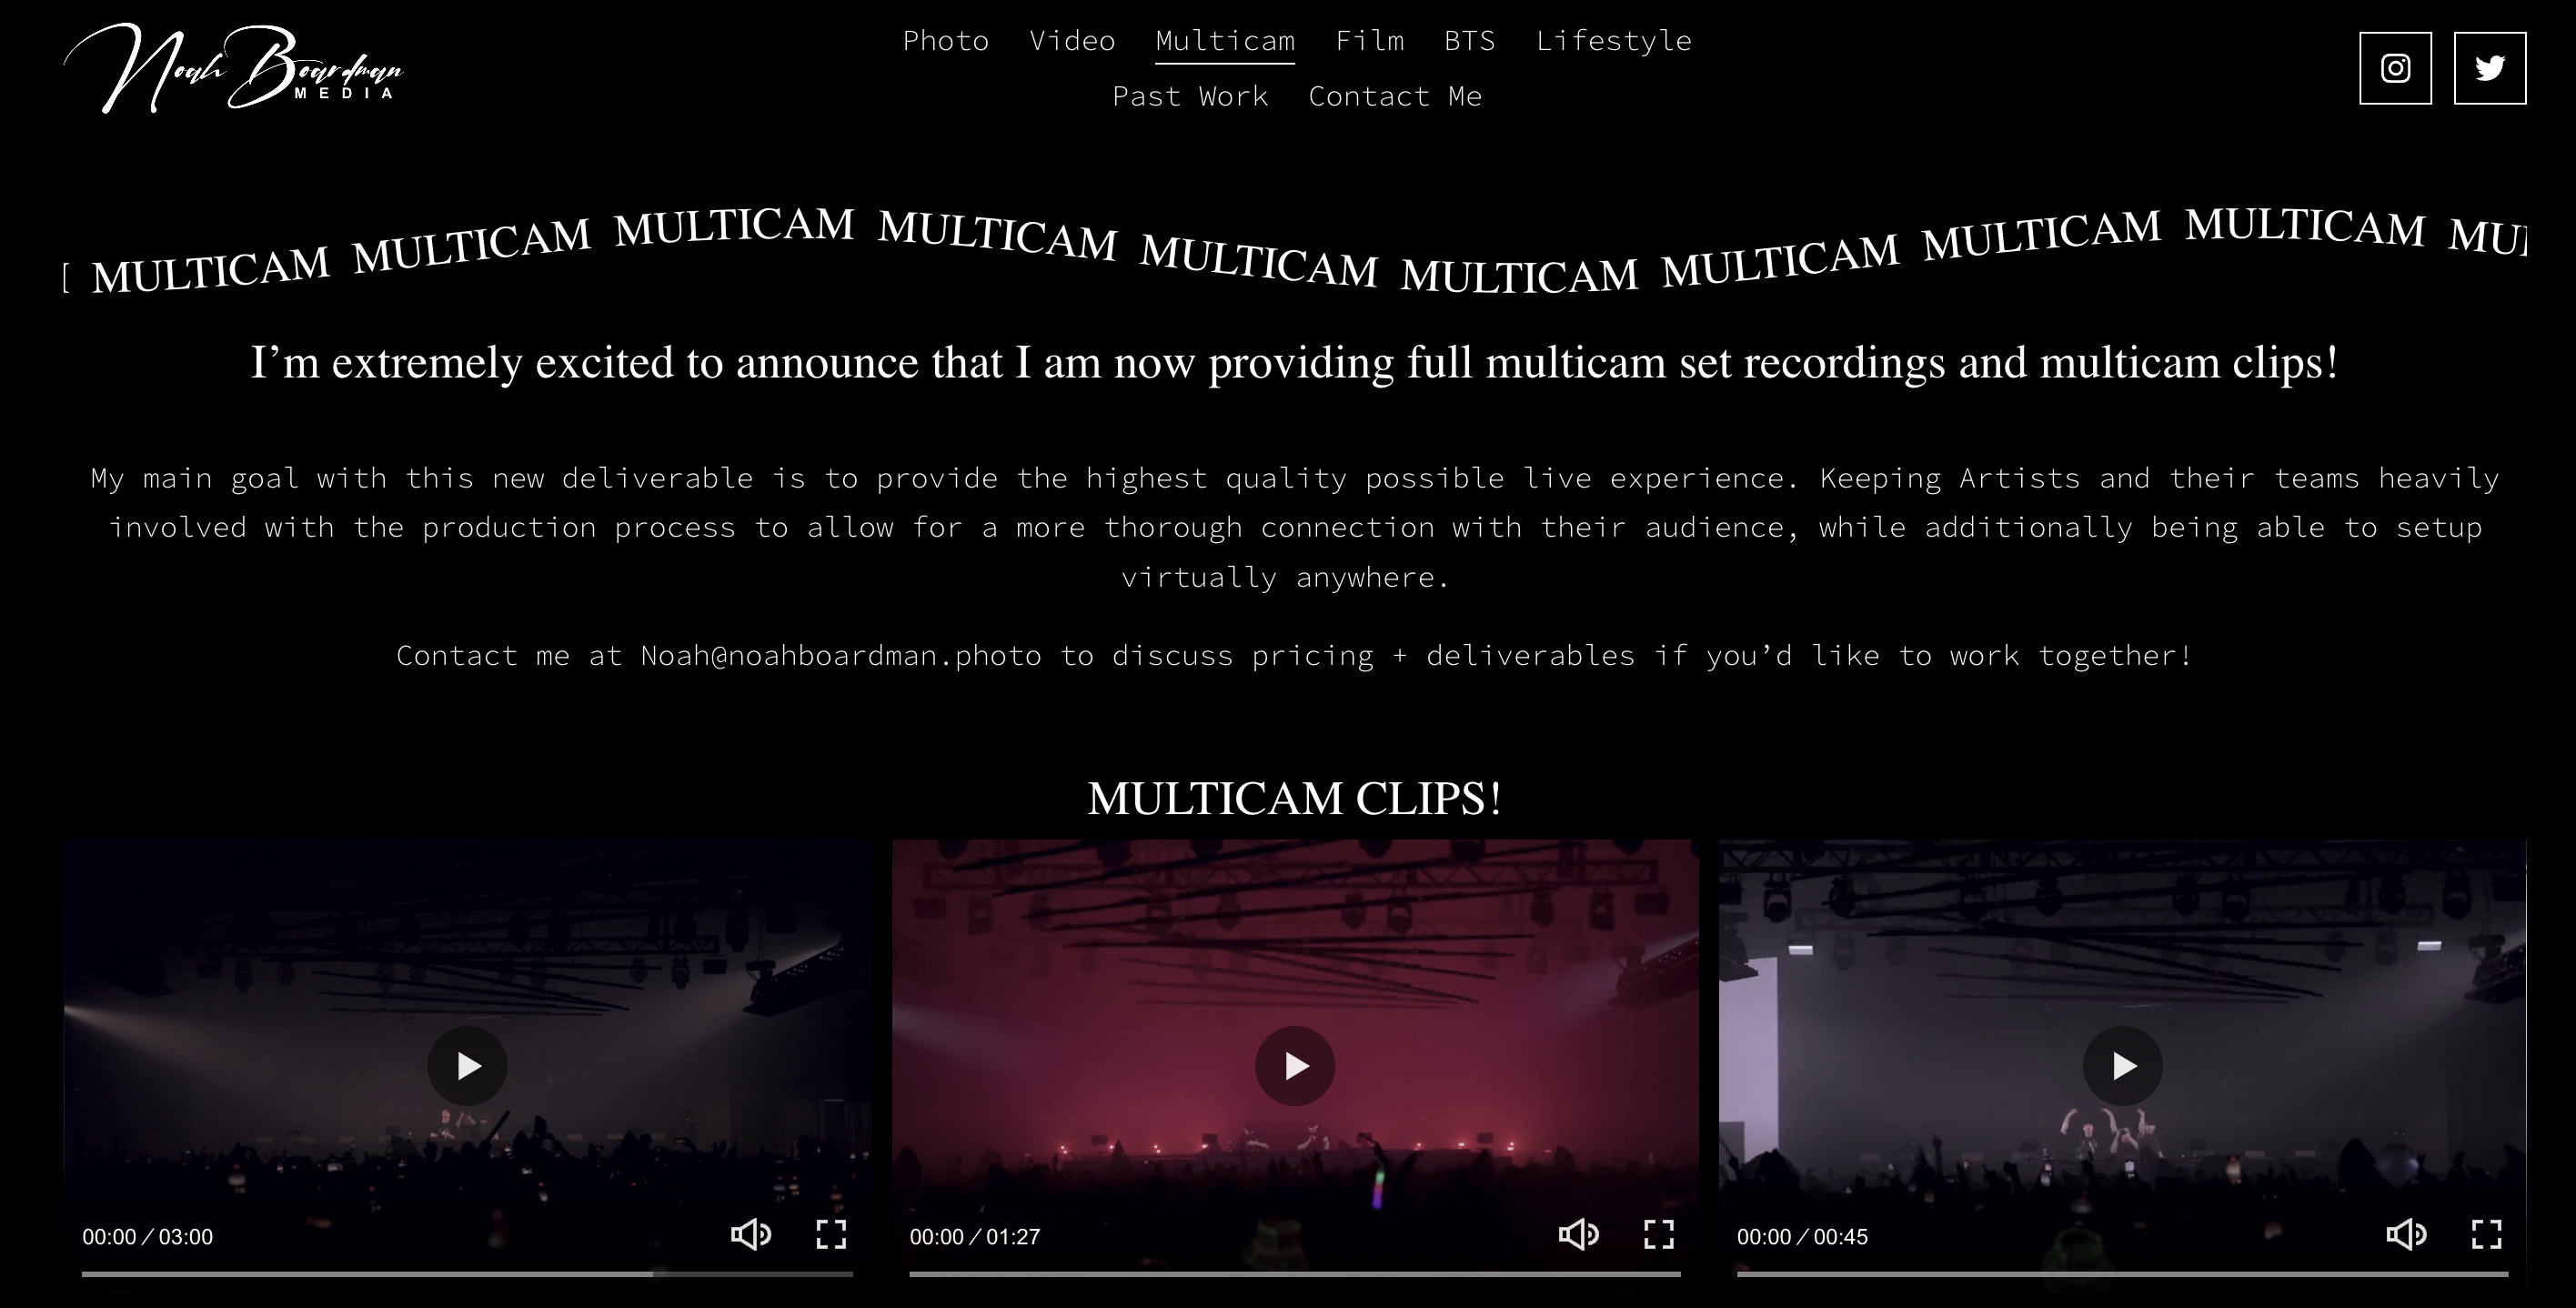 Noah Boardman
MEDIA
Photo Video Multicam Film BTS Lifestyle
Past Work Contact Me
MULTICAM MULTICAM MULTICAM MULTICAM MULTICAM MULTICAM MULTICAM MULTICAM MULTICAM MUL
I’m extremely excited to announce that I am now providing full multicam set recordings and multicam clips!
My main goal with this new deliverable is to provide the highest quality possible live experience. Keeping Artists and their teams heavily
involved with the production process to allow for a more thorough connection with their audience, while additionally being able to setup
virtually anywhere.
Contact me at Noah@noahboardman.photo to discuss pricing + deliverables if you’d like to work together!
MULTICAM CLIPS!
00:00 / 03:00
00:00 / 01:27
00:00 / 00:45